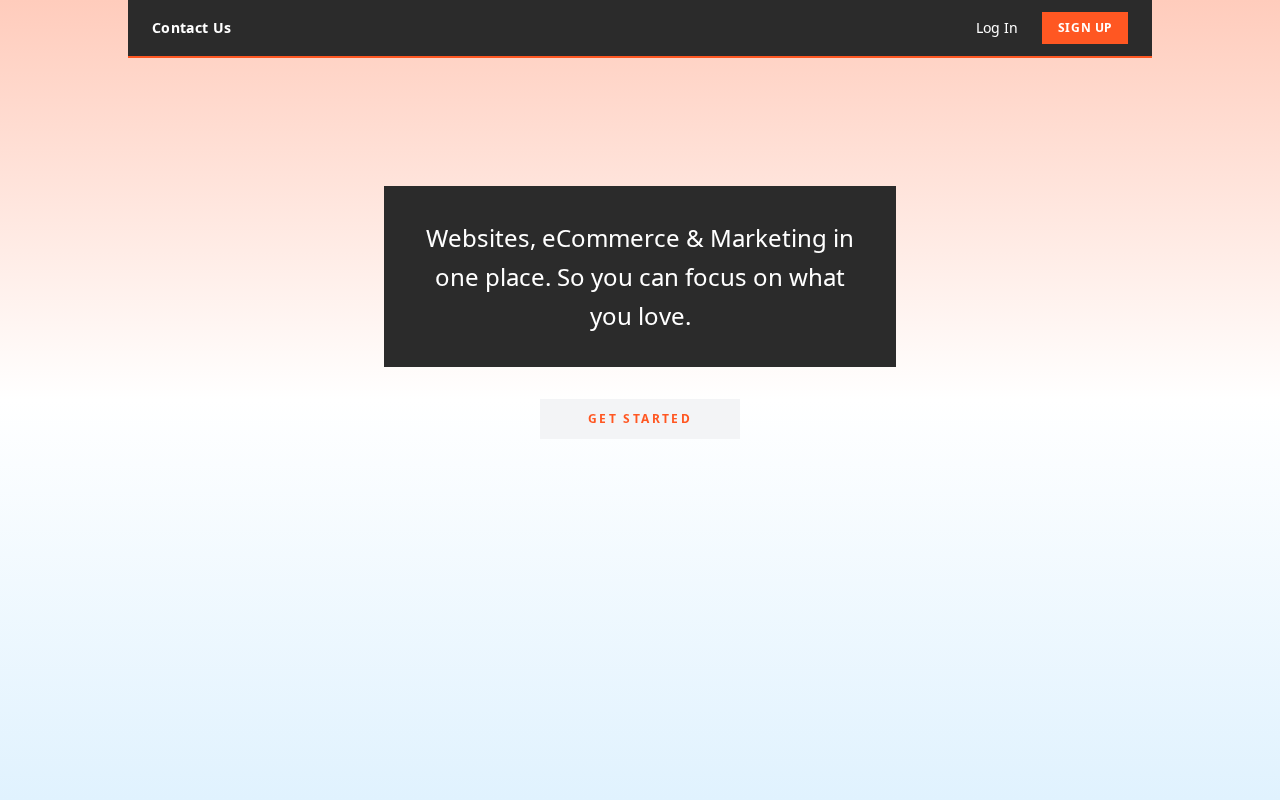 Contact Us
Log In
SIGN UP
Websites, eCommerce & Marketing in
one place. So you can focus on what
you love.
GET STARTED